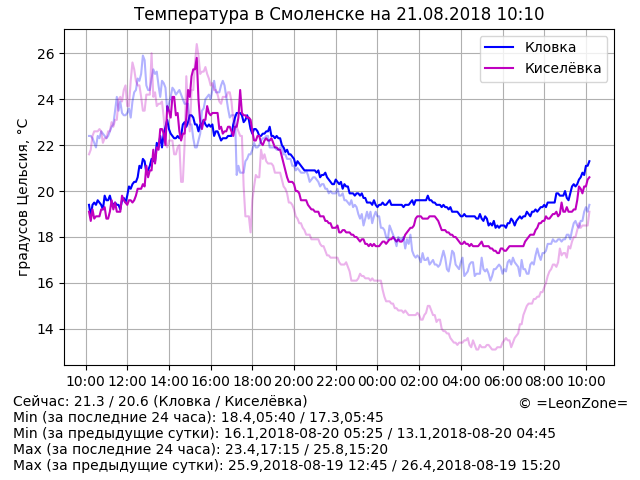 Температура в Смоленске на 21.08.2018 10:10
Кловка
Киселёвка
градусов Цельсия, °C
26
24
22
20
18
16
14
10:00 12:00 14:00 16:00 18:00 20:00 22:00 00:00 02:00 04:00 06:00 08:00 10:00
Сейчас: 21.3 / 20.6 (Кловка / Киселёвка)
© =LeonZone=
Min (за последние 24 часа): 18.4,05:40 / 17.3,05:45
Min (за предыдущие сутки): 16.1,2018-08-20 05:25 / 13.1,2018-08-20 04:45
Max (за последние 24 часа): 23.4,17:15 / 25.8,15:20
Max (за предыдущие сутки): 25.9,2018-08-19 12:45 / 26.4,2018-08-19 15:20